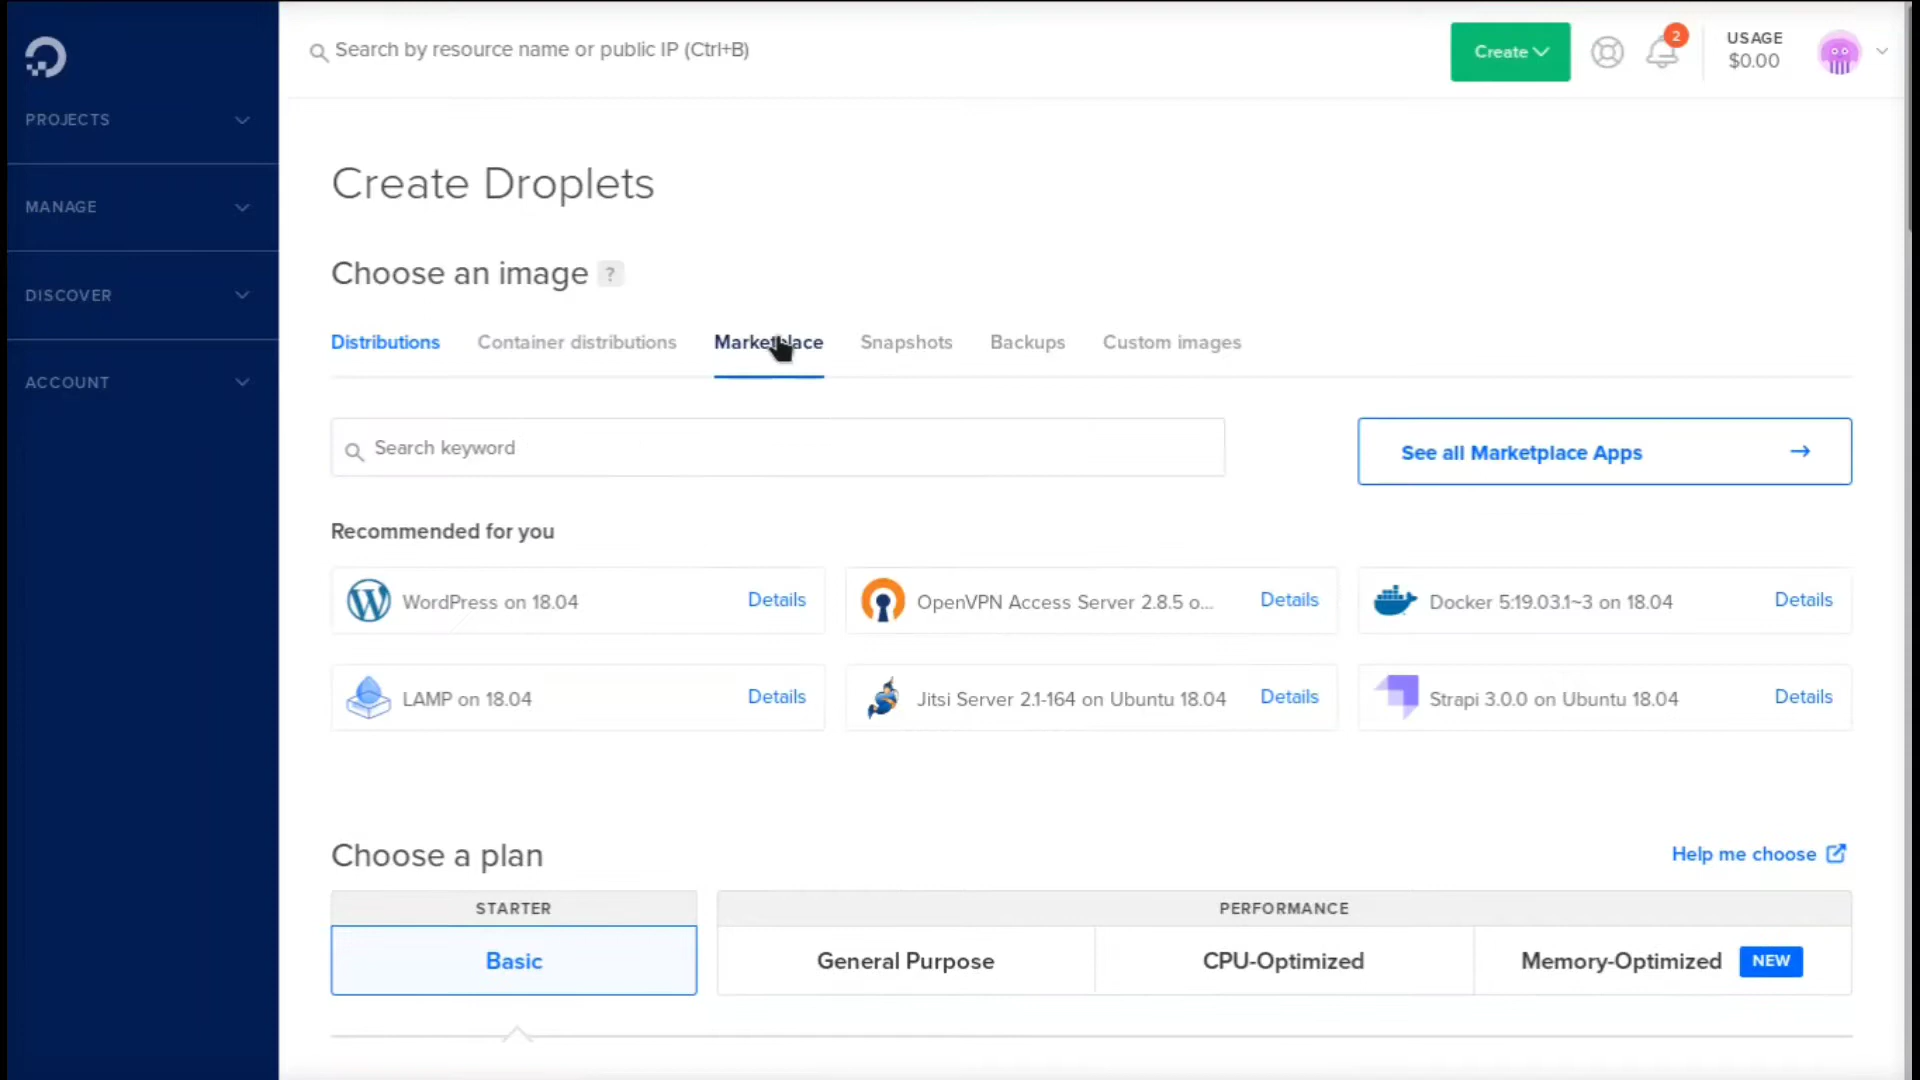 Search by resource name or public IP (Ctrl+B)
Create
2
USAGE
$0.00
PROJECTS
MANAGE
DISCOVER
ACCOUNT
Create Droplets
Choose an image ?
Distributions
Container distributions
Marketplace
Snapshots
Backups
Custom images
Search keyword
See all Marketplace Apps
Recommended for you
WordPress on 18.04
Details
OpenVPN Access Server 2.8.5 o...
Details
Docker 5:19.03.1~3 on 18.04
Details
LAMP on 18.04
Details
Jitsi Server 2.1-164 on Ubuntu 18.04
Details
Strapi 3.0.0 on Ubuntu 18.04
Details
Choose a plan
Help me choose
STARTER
PERFORMANCE
Basic
General Purpose
CPU-Optimized
Memory-Optimized NEW